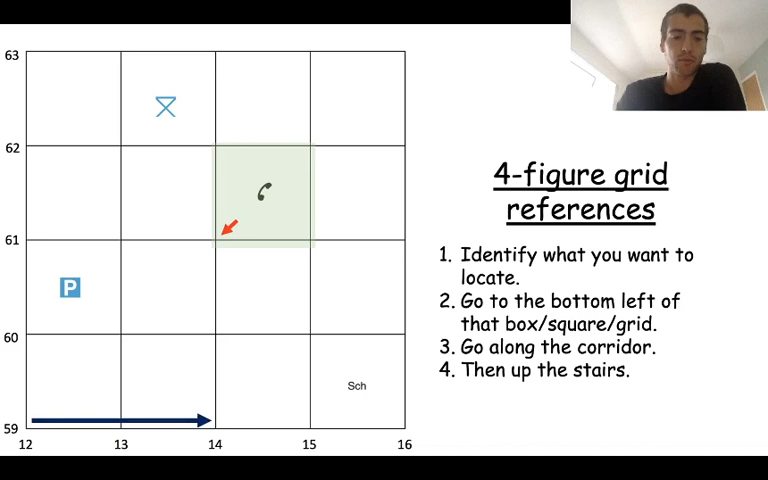 4-figure grid
references
1. Identify what you want to
locate.
2. Go to the bottom left of
that box/square/grid.
3. Go along the corridor.
4. Then up the stairs.
63
62
61
P
60
Sch
59
12 13 14 15 16